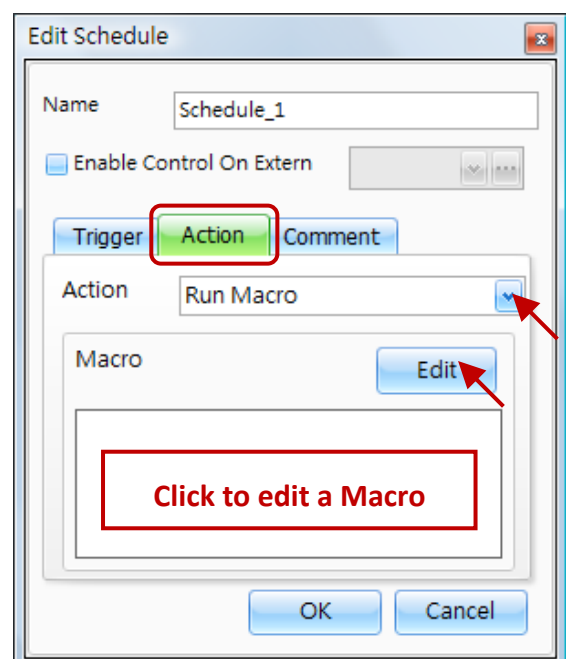 Edit Schedule
Name
Schedule_1
Enable Control On Extern
Trigger Action Comment
Action
Run Macro
Macro
Edit
Click to edit a Macro
OK Cancel